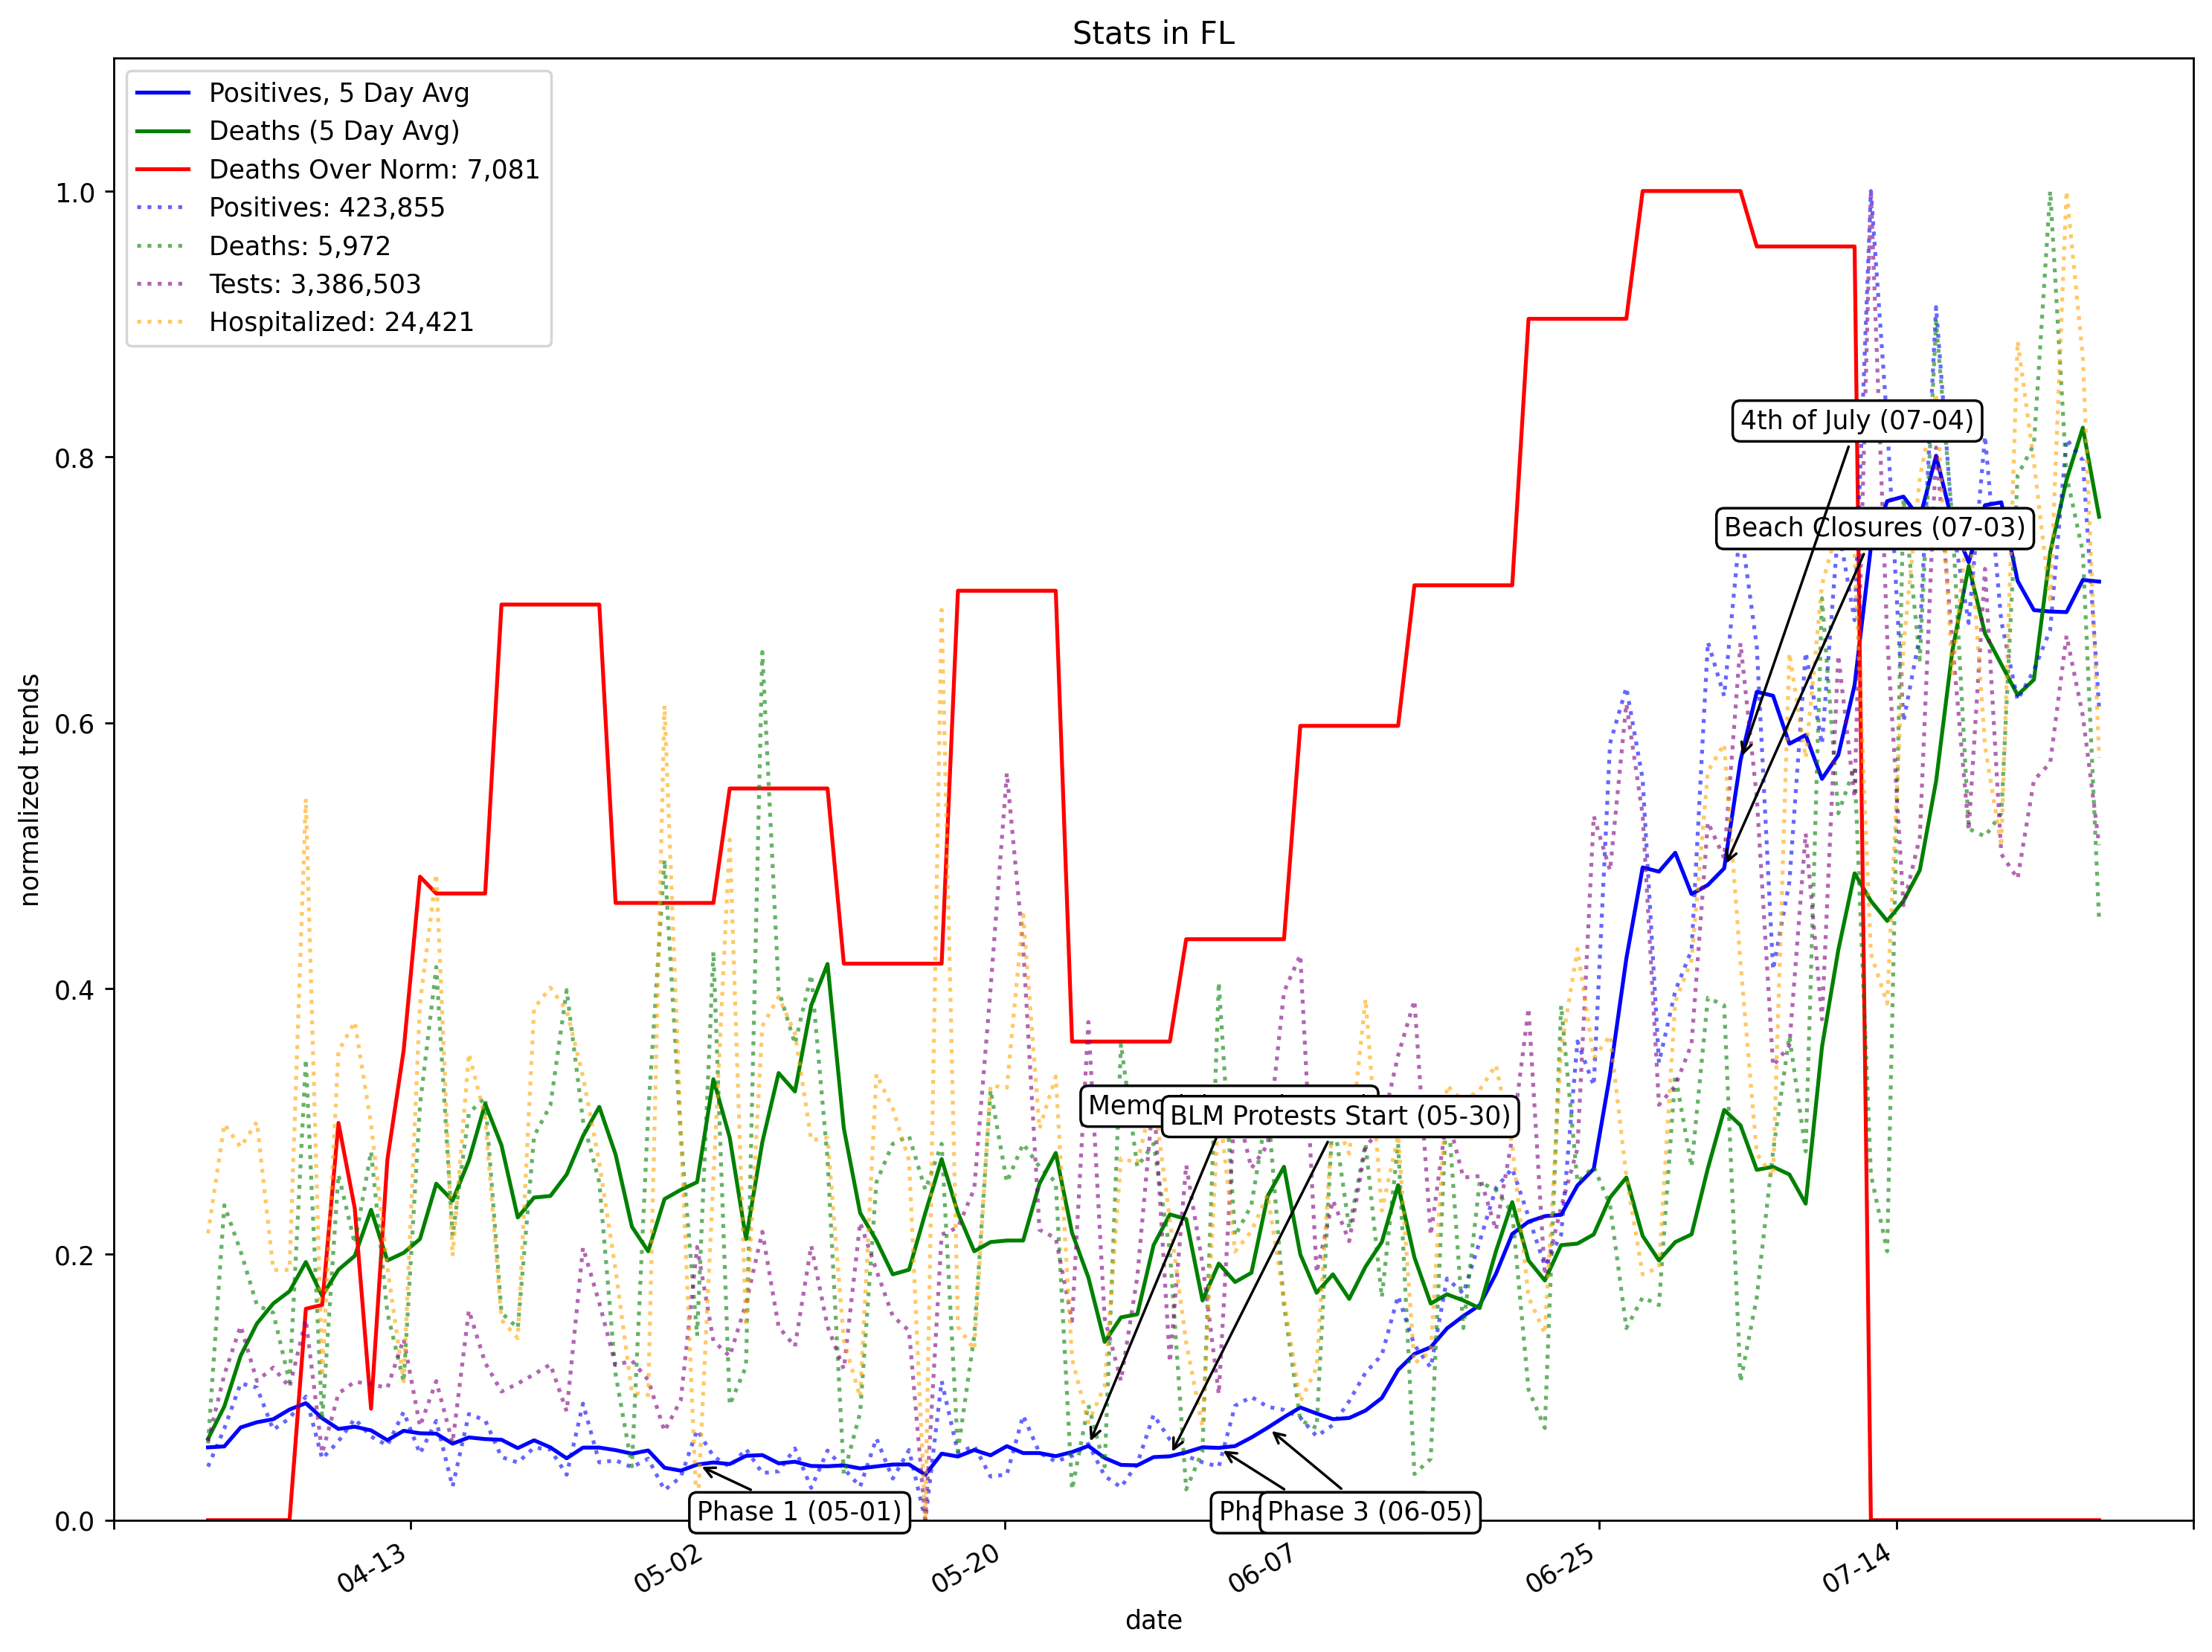 Stats in FL
Positives, 5 Day Avg
Deaths (5 Day Avg)
Deaths Over Norm: 7,081
Positives: 423,855
Deaths: 5,972
Tests: 3,386,503
Hospitalized: 24,421
normalized trends
1.0
0.8
0.6
0.4
0.2
0.0
4th of July (07-04)
Beach Closures (07-03)
BLM Protests Start (05-30)
Phase 1 (05-01)
Phase 3 (06-05)
04-13
05-02
05-20
06-07
06-25
07-14
date